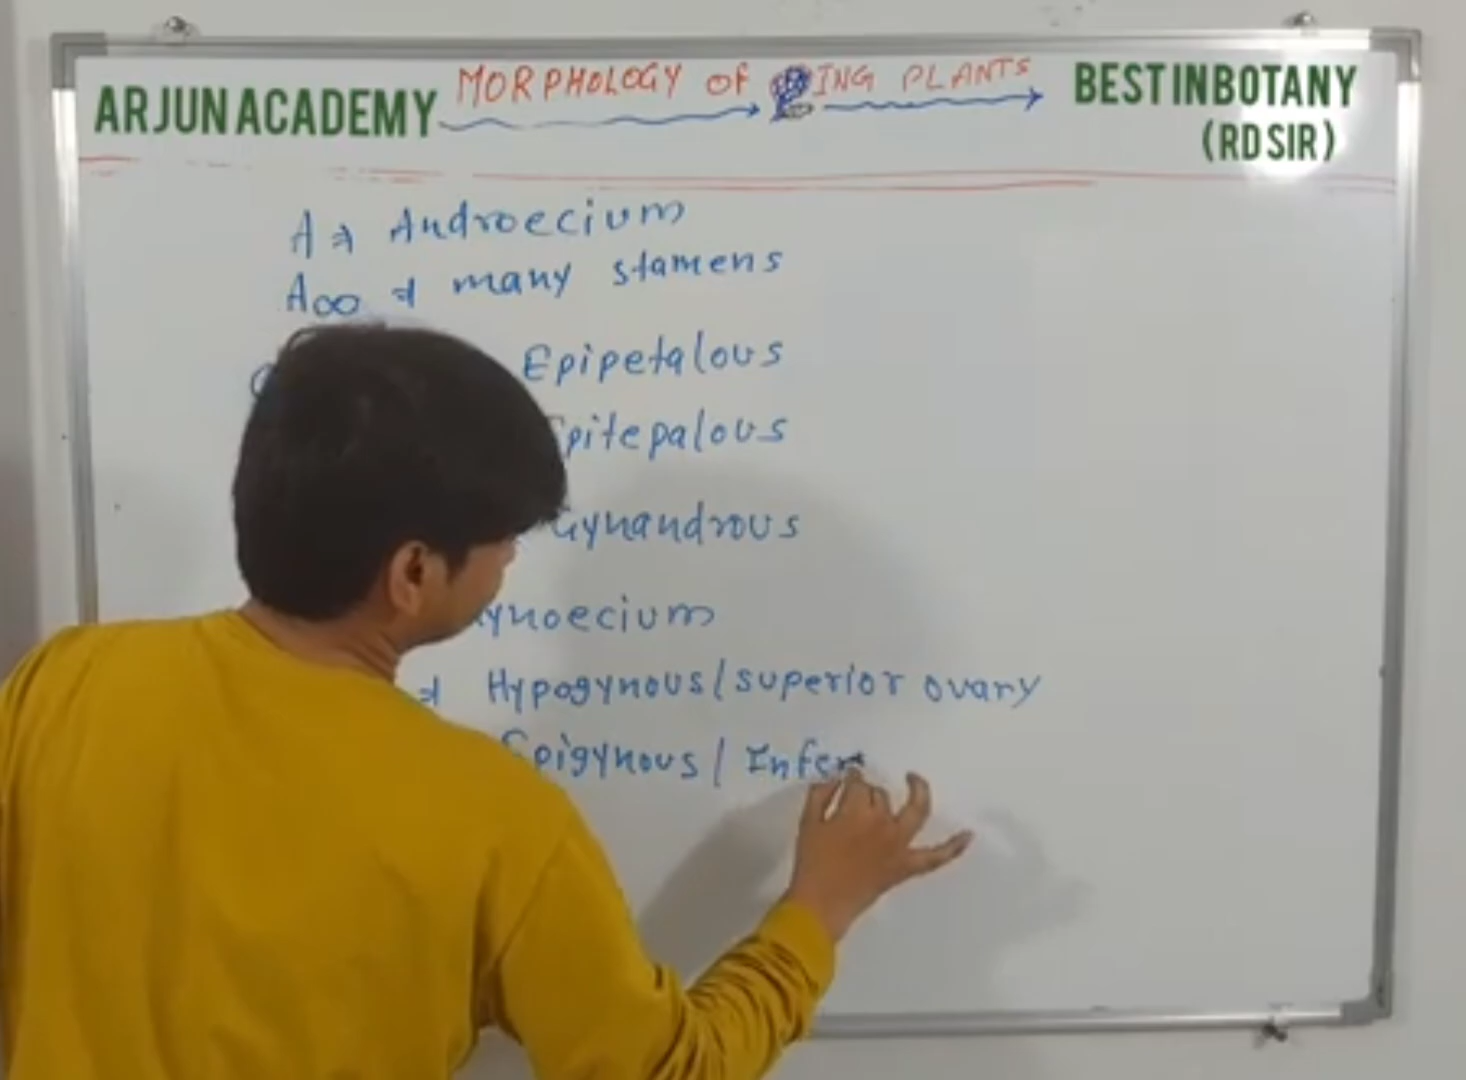 ARJUN ACADEMY MORPHOLOGY OF ING PLANTS BEST IN BOTANY
(RD SIR)
A ⇒ Androecium
A∞ ⇒ many stamens
Epipetalous
pitepalous
Gynandrous
ynoecium
⇒ Hypogynous/superior ovary
Epigynous/Infer